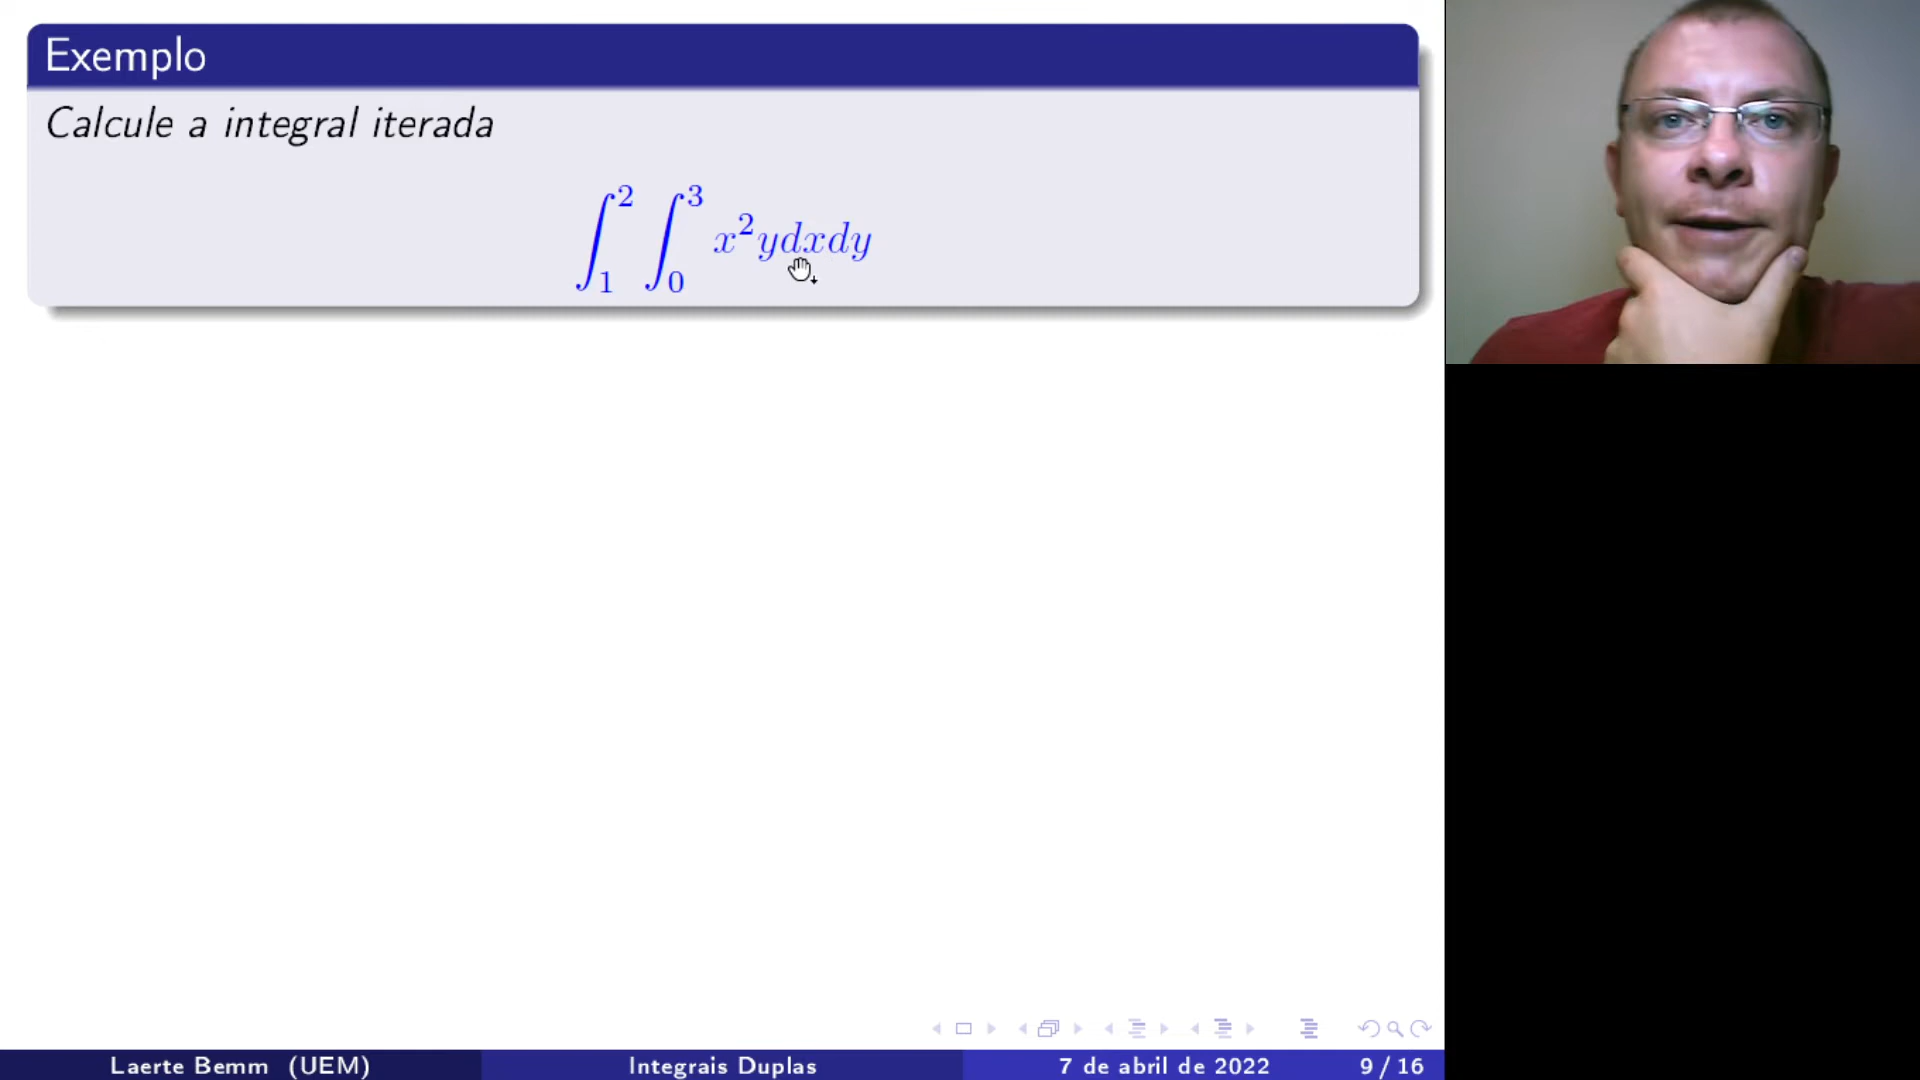 Exemplo
Calcule a integral iterada
∫₁² ∫₀³ x²ydxdy
Laerte Bemm (UEM) Integrais Duplas 7 de abril de 2022 9 / 16